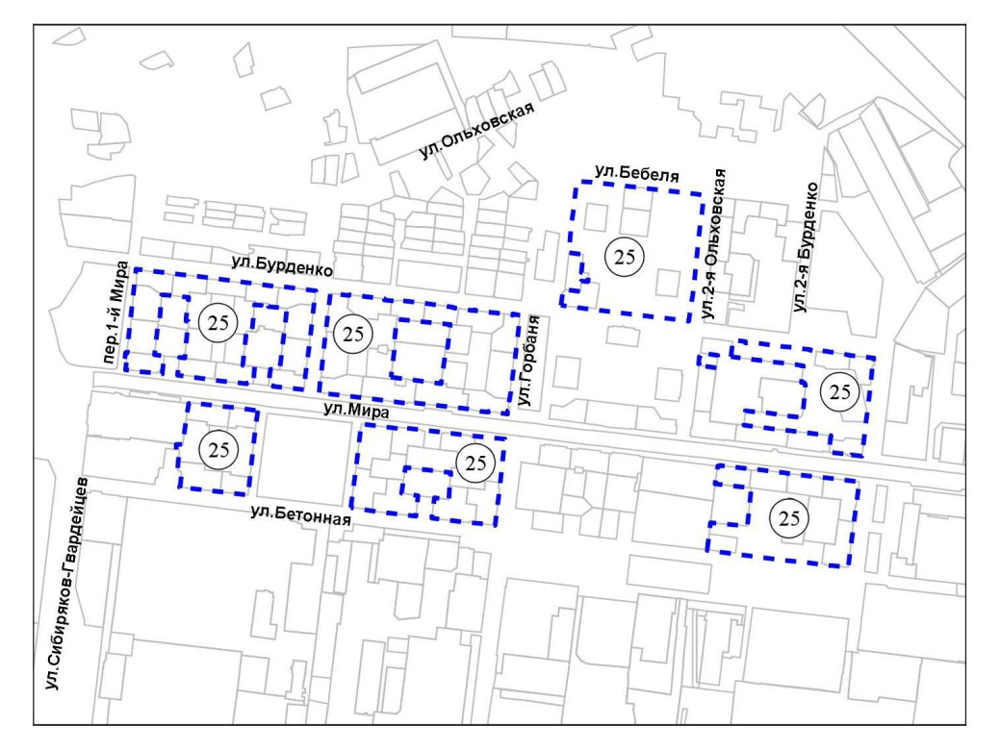 ул.Ольховская
ул.Бебеля
ул.2-я Ольховская
ул.2-я Бурденко
25
ул.Бурденко
пер.1-й Мира
25
25
ул.Горбаня
25
ул.Мира
25
25
25
ул.Бетонная
ул.Сибиряков-Гвардейцев